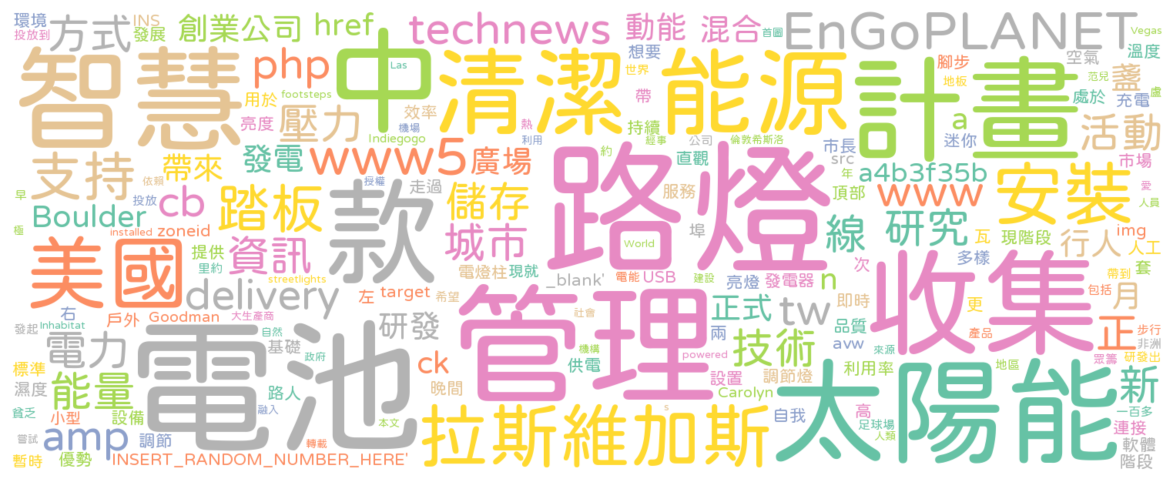 環境 INS 創業公司 href technews 動能 混合 EnGoPLANET Vegas
投放到 方式 發展 首圖
智慧 php 中 清潔 能源 計畫 盞 溫度
Las 想要 世界 腳步 空氣 地板 范兒
用於 footsteps 效率 帶 處於 充電 盧
亮度 壓力 Indiegogo 機場 熱 利用 持續 經事 公司 倫敦希斯洛 a 迷你 活動
支持 帶來 發電 www5 廣場 約 直觀 市長 src 年 市場
早 依賴 授權 走過 路燈 服務 頂部 a4b3f35b 愛
投放 踏板 款 儲存 www 安裝 人員
極 Boulder cb 城市 埠 線 研究 瓦 現階段 img
installed zoneid 多樣 行人 人工
美國 資訊 提供 里約 電燈柱 現就 World 電能 USB 建設 亮燈 發電器 n 次 收集 更 套 帶到
streetlights _blank' 左 target 希望 tw 即時 月 包括
右 戶外 Goodman delivery 大生產商 社會 正式 品質 正 步行
發起 Inhabitat 自然 研發 管理 兩 avw 產品 非洲
電力 基礎 政府 電池 機構 powered 技術 來源 眾籌 研發出
標準 能量 濕度 路人 ck 供電 設置 調節燈 利用率 地區 太陽能 新
貧乏 小型 設備 融入 晚間 Carolyn 高 一百多
嘗試 amp 調節 本文 拉斯維加斯 s 自我 足球場 人類 連接
暫時 優勢 INSERT_RANDOM_NUMBER_HERE' 轉載 軟體
階段